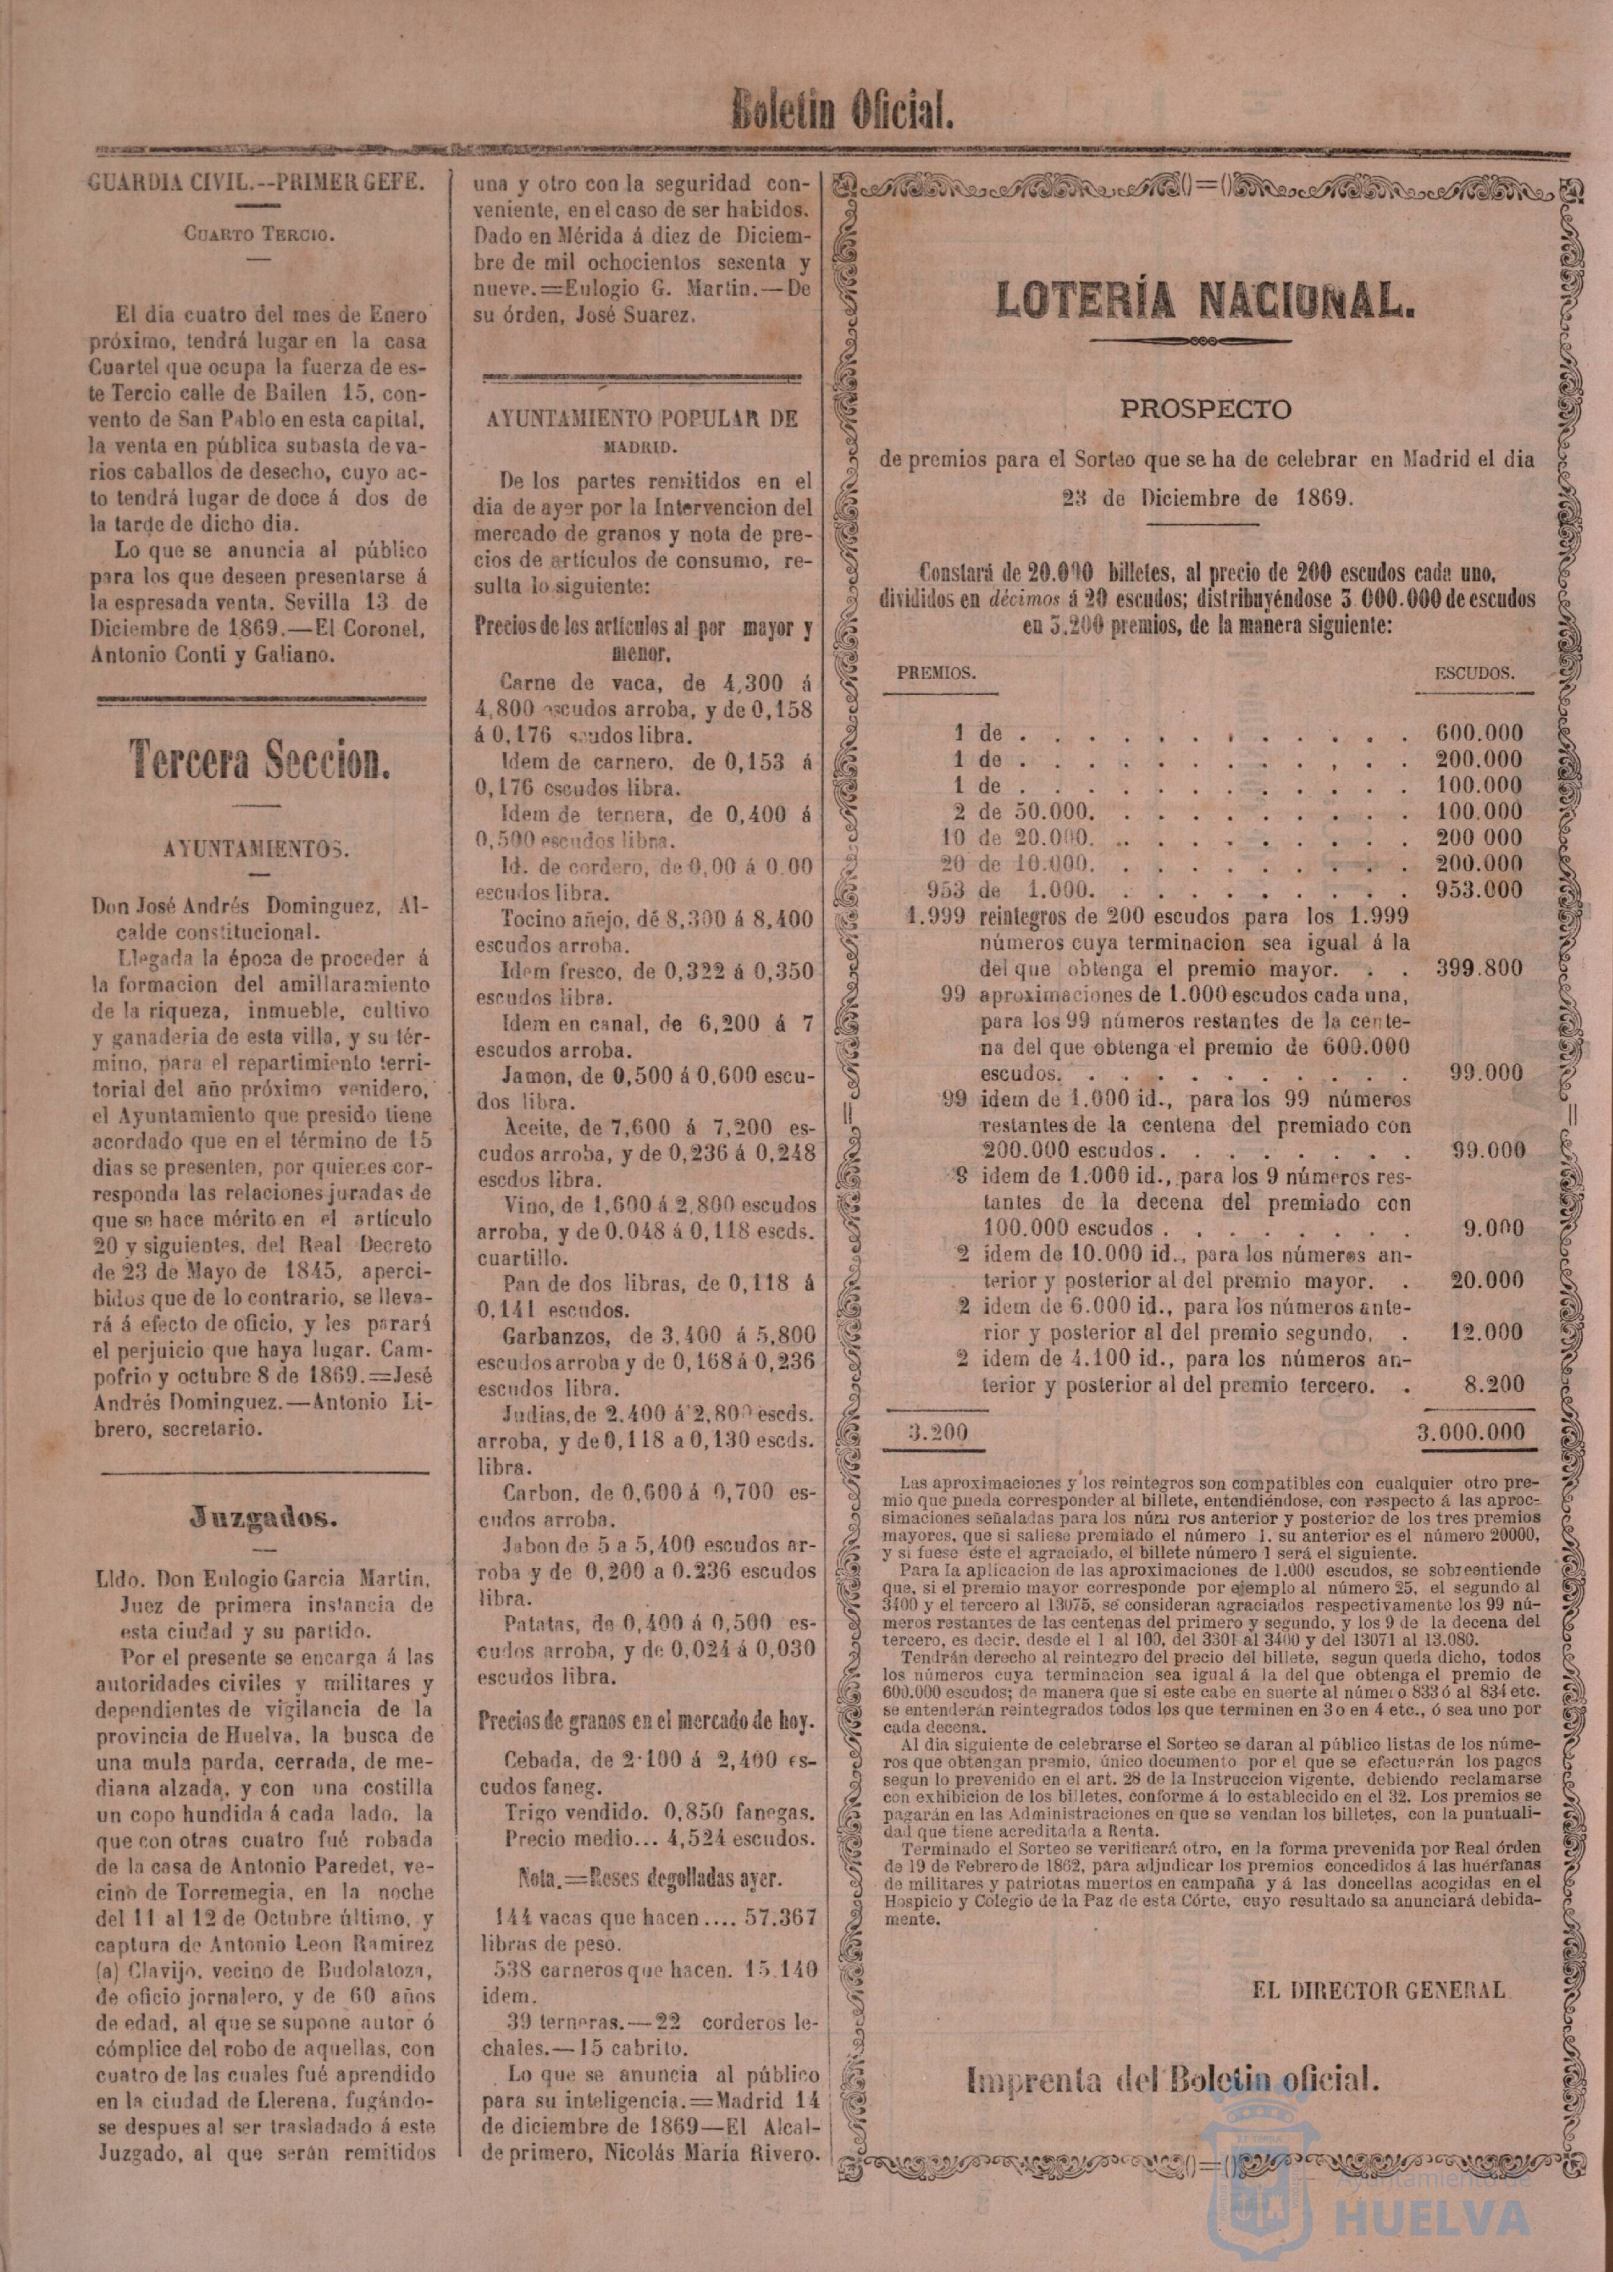 Boletin Oficial.
GUARDIA CIVIL.--PRIMER GEFE.
CUARTO TERCIO.
El dia cuatro del mes de Enero
próximo, tendrá lugar en la casa
Cuartel que ocupa la fuerza de es-
te Tercio calle de Bailen 15, con-
vento de San Pablo en esta capital,
la venta en pública subasta de va-
rios caballos de desecho, cuyo ac-
to tendrá lugar de doce á dos de
la tarde de dicho dia.
Lo que se anuncia al público
para los que deseen presentarse á
la espresada venta. Sevilla 13 de
Diciembre de 1869.—El Coronel,
Antonio Conti y Galiano.
Tercera Seccion.
AYUNTAMIENTOS.
Don José Andrés Dominguez, Al-
calde constitucional.
Llegada la época de proceder á
la formacion del amillaramiento
de la riqueza, inmueble, cultivo
y ganaderia de esta villa, y su tér-
mino, para el repartimiento terri-
torial del año próximo venidero,
el Ayuntamiento que presido tiene
acordado que en el término de 15
dias se presenten, por quienes cor-
responda las relaciones juradas de
que se hace mérito en el artículo
20 y siguientes, del Real Decreto
de 23 de Mayo de 1845, aperci-
bidos que de lo contrario, se lleva-
rá á efecto de oficio, y les parará
el perjuicio que haya lugar. Cam-
pofrio y octubre 8 de 1869.=José
Andrés Dominguez.—Antonio Li-
brero, secretario.
Juzgados.
Lldo. Don Eulogio Garcia Martin,
Juez de primera instancia de
esta ciudad y su partido.
Por el presente se encarga á las
autoridades civiles y militares y
dependientes de vigilancia de la
provincia de Huelva, la busca de
una mula parda, cerrada, de me-
diana alzada, y con una costilla
un copo hundida á cada lado, la
que con otras cuatro fué robada
de la casa de Antonio Paredet, ve-
cino de Torremegia, en la noche
del 11 al 12 de Octubre último, y
captura de Antonio Leon Ramirez
(a) Clavijo, vecino de Budolatoza,
de oficio jornalero, y de 60 años
de edad, al que se supone autor ó
cómplice del robo de aquellas, con
cuatro de las cuales fué aprendido
en la ciudad de Llerena, fugándo-
se despues al ser trasladado á este
Juzgado, al que serán remitidos
una y otro con la seguridad con-
veniente, en el caso de ser habidos.
Dado en Mérida á diez de Diciem-
bre de mil ochocientos sesenta y
nueve.=Eulogio G. Martin.—De
su órden, José Suarez.
AYUNTAMIENTO POPULAR DE
MADRID.
De los partes remitidos en el
dia de ayer por la Intervencion del
mercado de granos y nota de pre-
cios de artículos de consumo, re-
sulta lo siguiente:
Precios de los artículos al por mayor y
menor.
Carne de vaca, de 4,300 á
4,800 escudos arroba, y de 0,158
á 0,176 escudos libra.
Idem de carnero, de 0,153 á
0,176 escudos libra.
Idem de ternera, de 0,400 á
0,500 escudos libra.
Id. de cordero, de 0,00 á 0.00
escudos libra.
Tocino añejo, dé 8,300 á 8,400
escudos arroba.
Idem fresco, de 0,322 á 0,350
escudos libra.
Idem en canal, de 6,200 á 7
escudos arroba.
Jamon, de 0,500 á 0,600 escu-
dos libra.
Aceite, de 7,600 á 7,200 es-
cudos arroba, y de 0,236 á 0,248
escdos libra.
Vino, de 1,600 á 2,800 escudos
arroba, y de 0.048 á 0,118 escds.
cuartillo.
Pan de dos libras, de 0,118 á
0,141 escudos.
Garbanzos, de 3,400 á 5,800
escudos arroba y de 0,168 á 0,236
escudos libra.
Judias, de 2,400 á 2,800 escds.
arroba, y de 0,118 a 0,130 escds.
libra.
Carbon, de 0,600 á 0,700 es-
cudos arroba.
Jabon de 5 a 5,400 escudos ar-
roba y de 0,200 a 0.236 escudos
libra.
Patatas, de 0,400 á 0,500 es-
cudos arroba, y de 0,024 á 0,030
escudos libra.
Precios de granos en el mercado de hoy.
Cebada, de 2·100 á 2,400 es-
cudos faneg.
Trigo vendido. 0,850 fanegas.
Precio medio... 4,524 escudos.
Nota.=Reses degolladas ayer.
144 vacas que hacen.... 57.367
libras de peso.
538 carneros que hacen. 15.140
idem.
39 terneras.—22 corderos le-
chales.—15 cabrito.
Lo que se anuncia al público
para su inteligencia.=Madrid 14
de diciembre de 1869—El Alcal-
de primero, Nicolás María Rivero.
LOTERÍA NACIONAL.
PROSPECTO
de premios para el Sorteo que se ha de celebrar en Madrid el dia
23 de Diciembre de 1869.
Constará de 20.000 billetes, al precio de 200 escudos cada uno,
divididos en décimos á 20 escudos; distribuyéndose 3.000.000 de escudos
en 3.200 premios, de la manera siguiente:
PREMIOS. ESCUDOS.
1 de . . . . . . . . . . . . 600.000
1 de . . . . . . . . . . . . 200.000
1 de . . . . . . . . . . . . 100.000
2 de 50.000. . . . . . . . . . 100.000
10 de 20.000. . . . . . . . . . 200 000
20 de 10.000. . . . . . . . . . 200.000
953 de 1.000. . . . . . . . . . 953.000
1.999 reintegros de 200 escudos para los 1.999
números cuya terminacion sea igual á la
del que obtenga el premio mayor. . . 399.800
99 aproximaciones de 1.000 escudos cada una,
para los 99 números restantes de la cente-
na del que obtenga el premio de 600.000
escudos. . . . . . . . . . 99.000
99 idem de 1.000 id., para los 99 números
restantes de la centena del premiado con
200.000 escudos . . . . . . . . 99.000
9 idem de 1.000 id., para los 9 números res-
tantes de la decena del premiado con
100.000 escudos . . . . . . . . 9.000
2 idem de 10.000 id., para los números an-
terior y posterior al del premio mayor. . 20.000
2 idem de 6.000 id., para los números ante-
rior y posterior al del premio segundo, . 12.000
2 idem de 4.100 id., para los números an-
terior y posterior al del premio tercero. . 8.200
3.200 3.000.000
Las aproximaciones y los reintegros son compatibles con cualquier otro pre-
mio que pueda corresponder al billete, entendiéndose, con respecto á las aproc-
simaciones señaladas para los núm ros anterior y posterior de los tres premios
mayores, que si saliese premiado el número 1. su anterior es el número 20000,
y si fuese éste el agraciado, el billete número 1 será el siguiente.
Para la aplicacion de las aproximaciones de 1.000 escudos, se sobreentiende
que, si el premio mayor corresponde por ejemplo al número 25, el segundo al
3400 y el tercero al 13075, se consideran agraciados respectivamente los 99 nú-
meros restantes de las centenas del primero y segundo, y los 9 de la decena del
tercero, es decir, desde el 1 al 100, del 3301 al 3400 y del 13071 al 13.080.
Tendrán derecho al reintegro del precio del billete, segun queda dicho, todos
los números cuya terminacion sea igual á la del que obtenga el premio de
600.000 escudos; de manera que si este cabe en suerte al número 833 ó al 834 etc.
se entenderán reintegrados todos los que terminen en 3 o en 4 etc., ó sea uno por
cada decena.
Al dia siguiente de celebrarse el Sorteo se daran al público listas de los núme-
ros que obtengan premio, único documento por el que se efectuarán los pagos
segun lo prevenido en el art. 28 de la Instruccion vigente, debiendo reclamarse
con exhibicion de los billetes, conforme á lo establecido en el 32. Los premios se
pagarán en las Administraciones en que se vendan los billetes, con la puntuali-
dad que tiene acreditada a Renta.
Terminado el Sorteo se verificará otro, en la forma prevenida por Real órden
de 19 de Febrero de 1862, para adjudicar los premios concedidos á las huérfanas
de militares y patriotas muertos en campaña y á las doncellas acogidas en el
Hospicio y Colegio de la Paz de esta Córte, cuyo resultado sa anunciará debida-
mente.
EL DIRECTOR GENERAL
Imprenta del Boletin oficial.
Ayuntamiento de
HUELVA